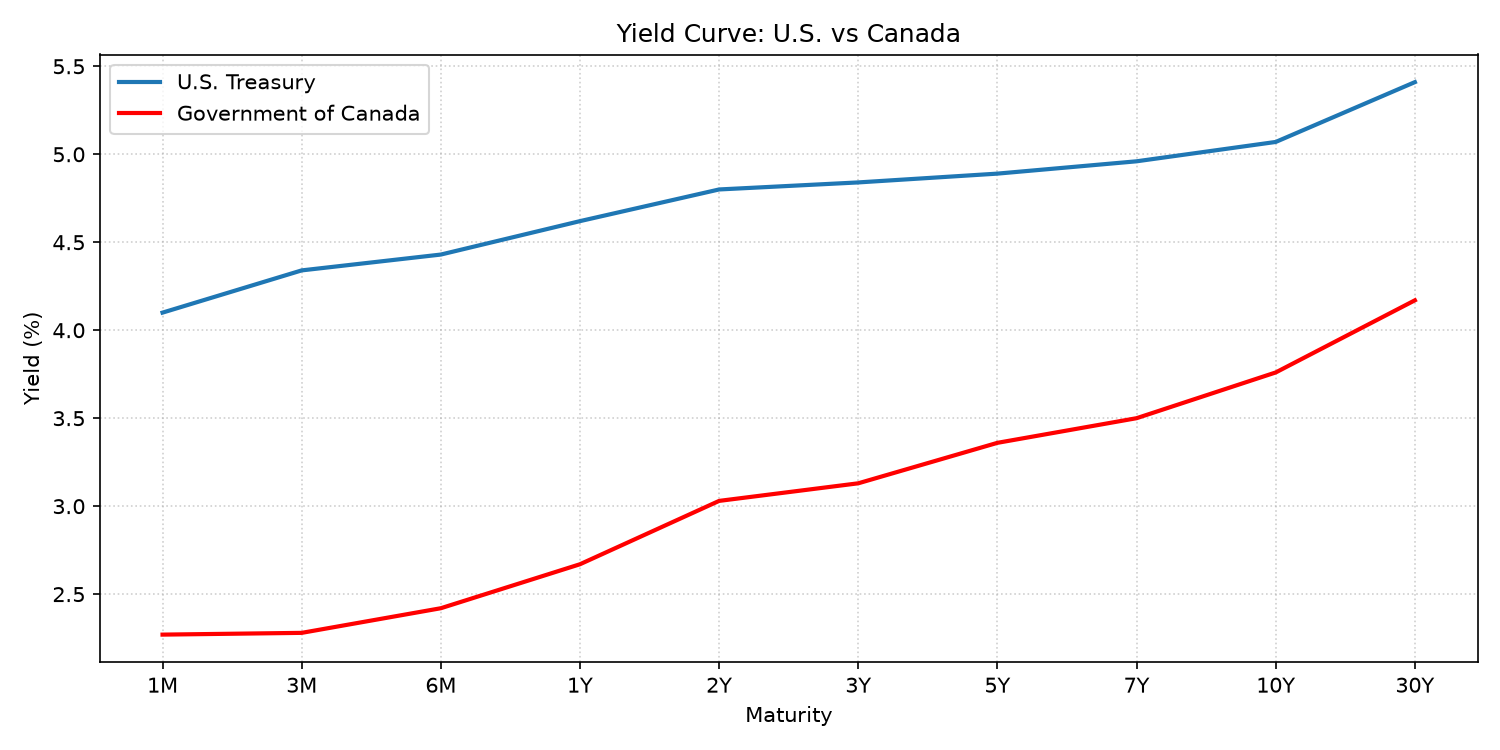 Yield Curve: U.S. vs Canada
U.S. Treasury
Government of Canada
Yield (%)
5.5
5.0
4.5
4.0
3.5
3.0
2.5
1M 3M 6M 1Y 2Y 3Y 5Y 7Y 10Y 30Y
Maturity